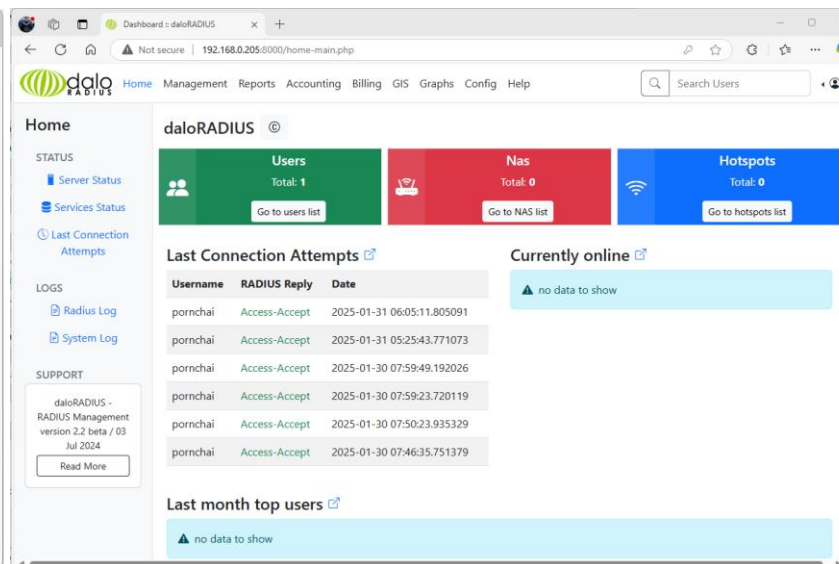 Dashboard :: daloRADIUS
Not secure 192.168.0.205:8000/home-main.php
dalo RADIUS Home Management Reports Accounting Billing GIS Graphs Config Help Search Users
Home
STATUS
Server Status
Services Status
Last Connection
Attempts
LOGS
Radius Log
System Log
SUPPORT
daloRADIUS -
RADIUS Management
version 2.2 beta / 03
Jul 2024
Read More
daloRADIUS ©
Users
Total: 1
Go to users list
Nas
Total: 0
Go to NAS list
Hotspots
Total: 0
Go to hotspots list
Last Connection Attempts
Username RADIUS Reply Date
pornchai Access-Accept 2025-01-31 06:05:11.805091
pornchai Access-Accept 2025-01-31 05:25:43.771073
pornchai Access-Accept 2025-01-30 07:59:49.192026
pornchai Access-Accept 2025-01-30 07:59:23.720119
pornchai Access-Accept 2025-01-30 07:50:23.935329
pornchai Access-Accept 2025-01-30 07:46:35.751379
Currently online
no data to show
Last month top users
no data to show